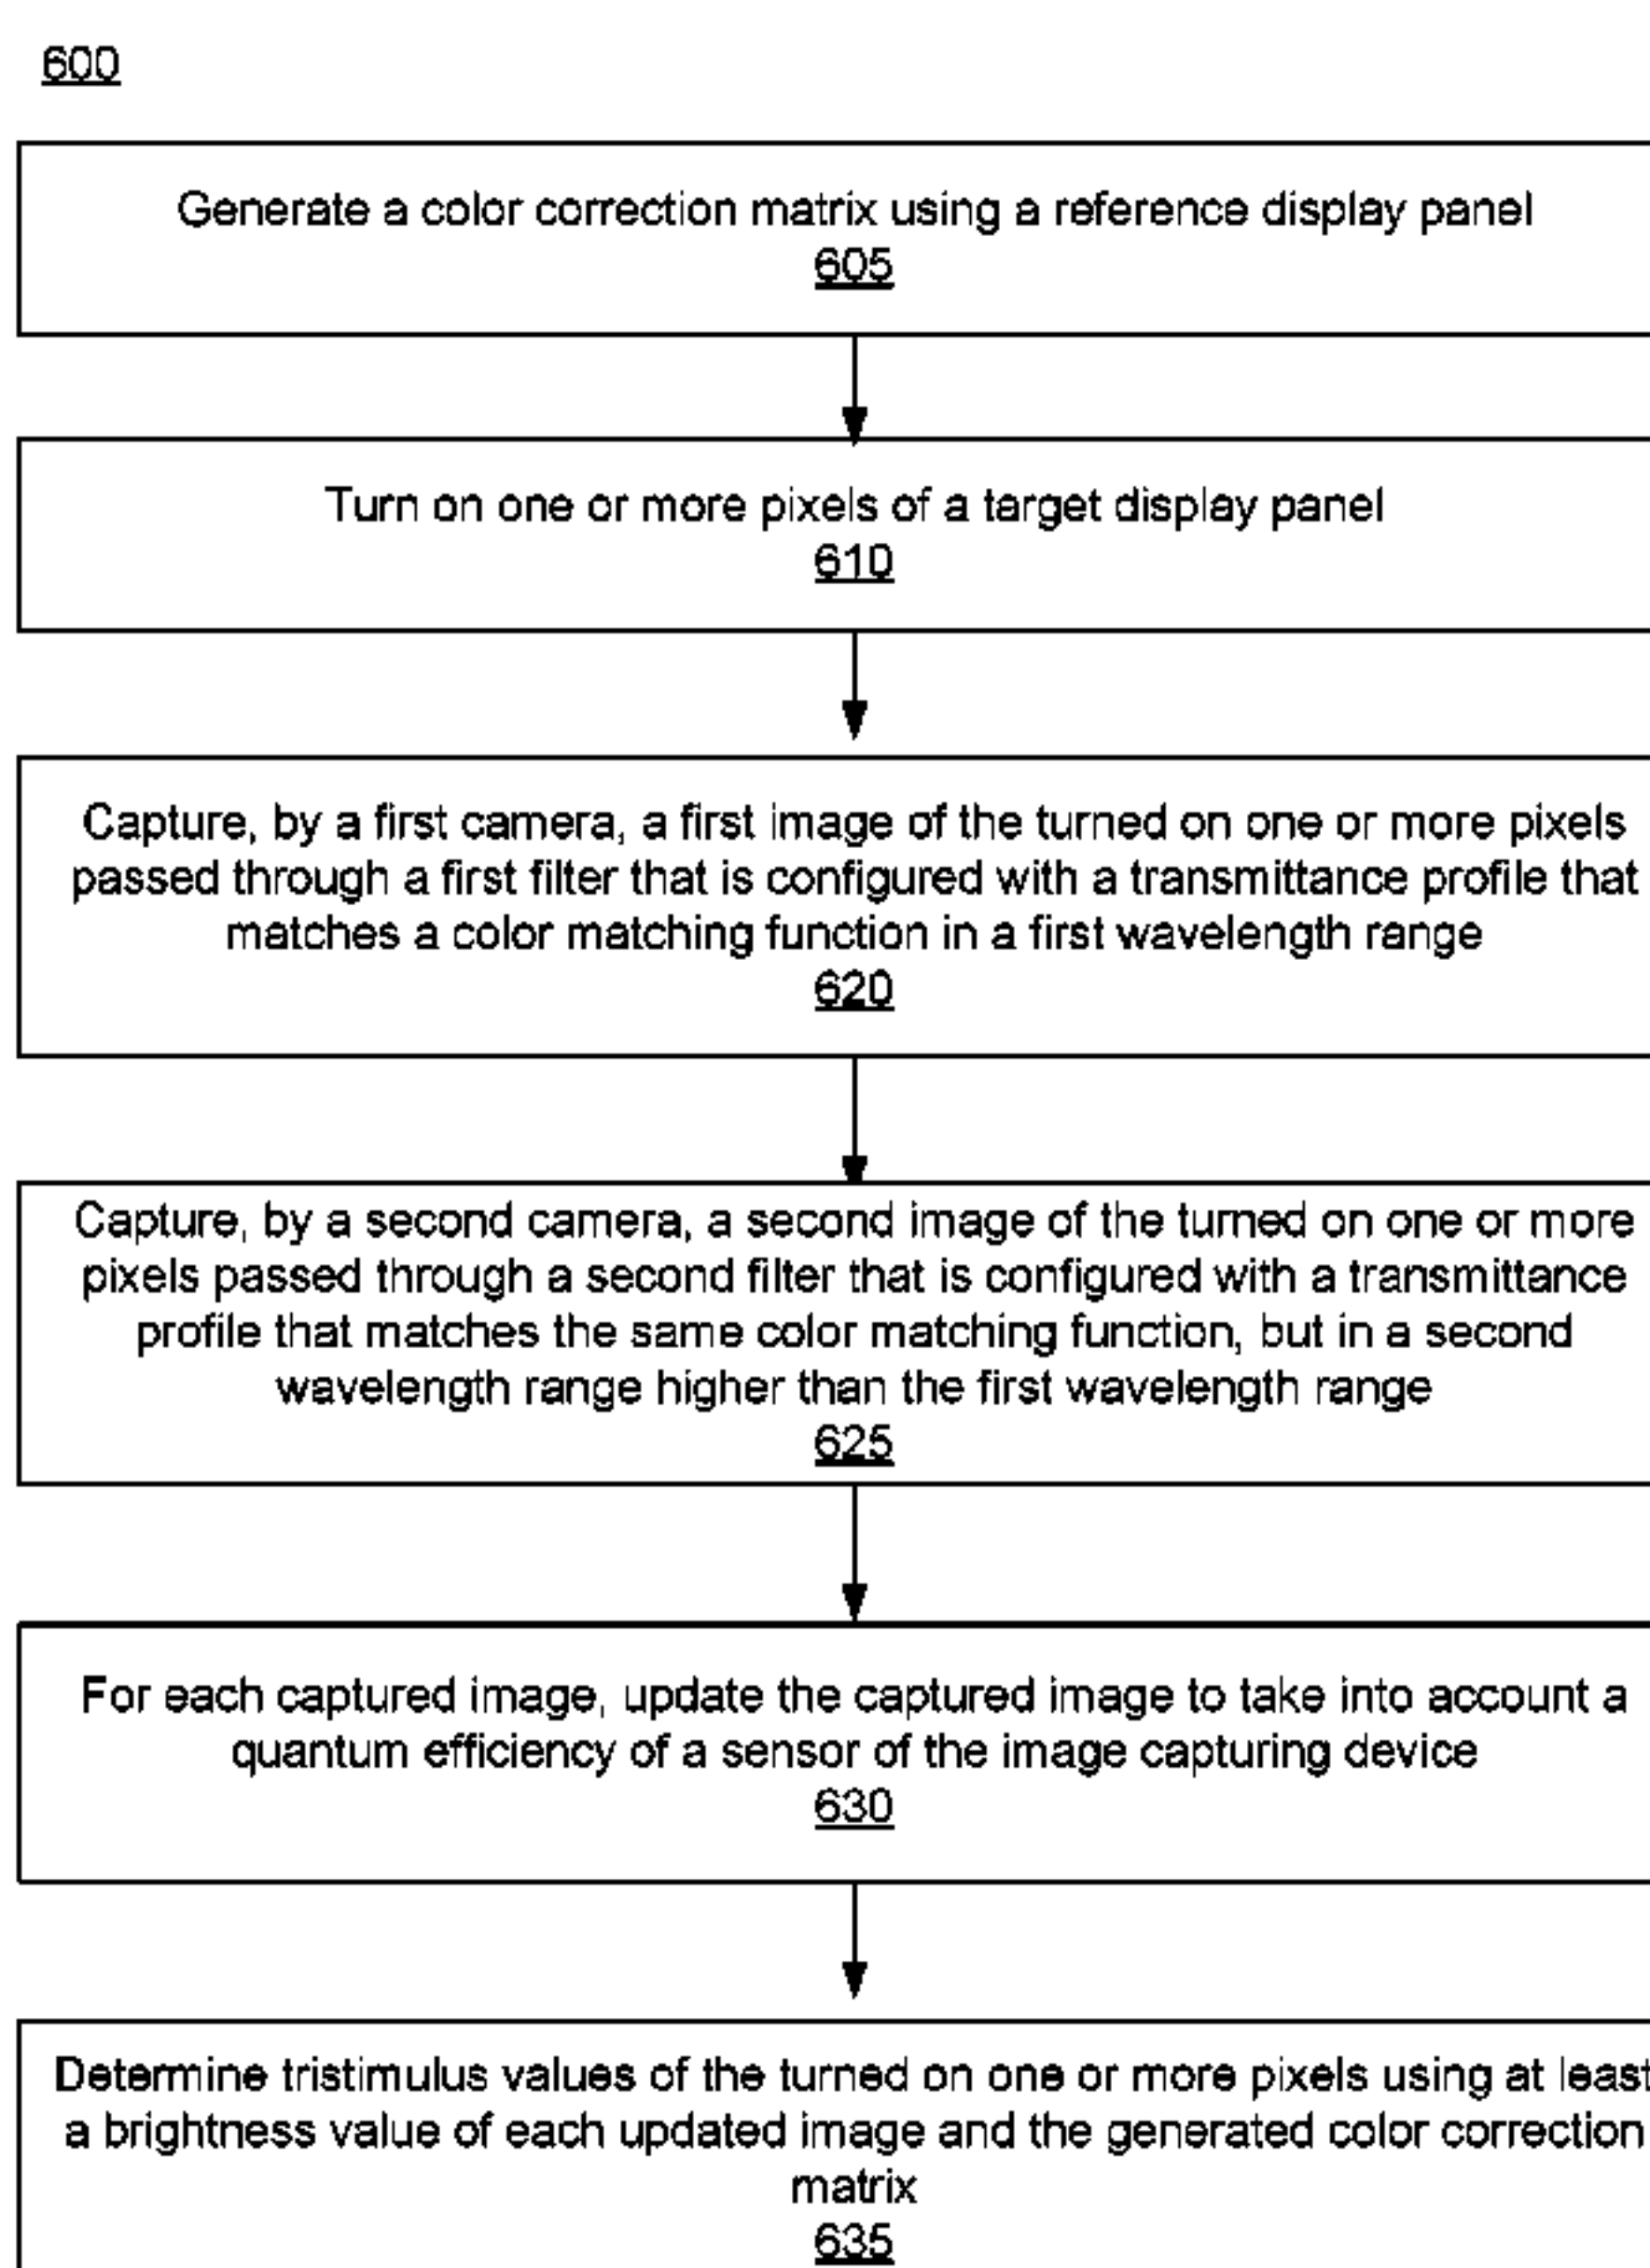 600
Generate a color correction matrix using a reference display panel
605
Turn on one or more pixels of a target display panel
610
Capture, by a first camera, a first image of the turned on one or more pixels
passed through a first filter that is configured with a transmittance profile that
matches a color matching function in a first wavelength range
620
Capture, by a second camera, a second image of the turned on one or more
pixels passed through a second filter that is configured with a transmittance
profile that matches the same color matching function, but in a second
wavelength range higher than the first wavelength range
625
For each captured image, update the captured image to take into account a
quantum efficiency of a sensor of the image capturing device
630
Determine tristimulus values of the turned on one or more pixels using at least
a brightness value of each updated image and the generated color correction
matrix
635